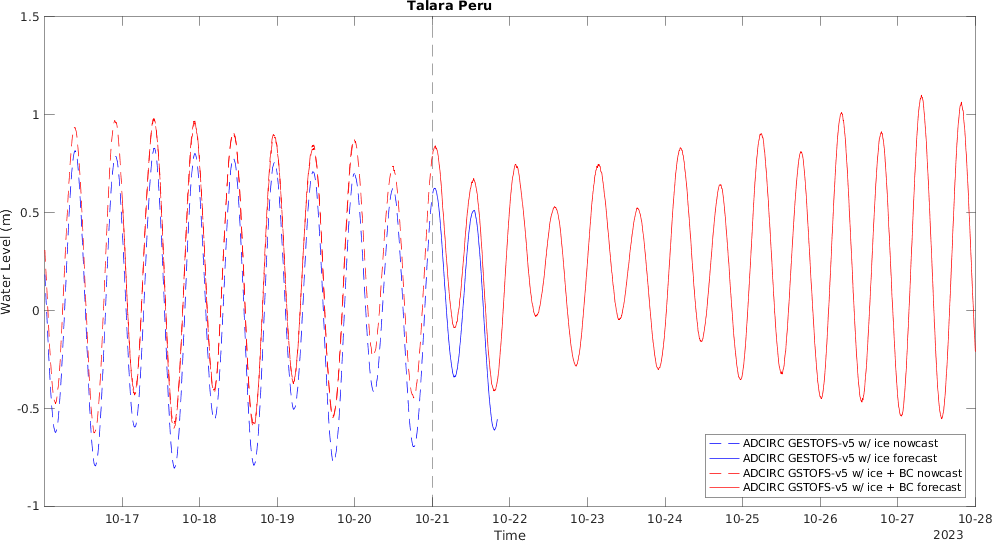 Talara Peru
1.5
1
0.5
0
-0.5
-1
Water Level (m)
10-17 10-18 10-19 10-20 10-21 10-22 10-23 10-24 10-25 10-26 10-27 10-28
Time
2023
ADCIRC GESTOFS-v5 w/ ice nowcast
ADCIRC GESTOFS-v5 w/ ice forecast
ADCIRC GSTOFS-v5 w/ ice + BC nowcast
ADCIRC GSTOFS-v5 w/ ice + BC forecast